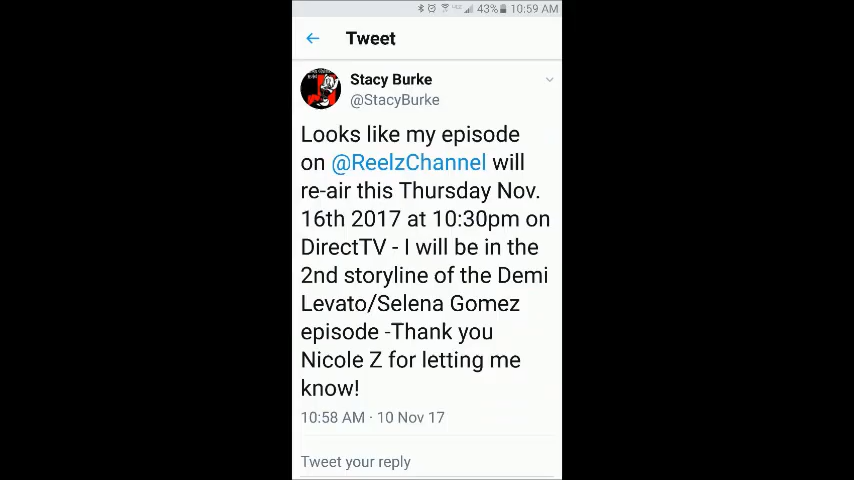 43% 10:59 AM
Tweet
Stacy Burke
@StacyBurke
Looks like my episode
on @ReelzChannel will
re-air this Thursday Nov.
16th 2017 at 10:30pm on
DirectTV - I will be in the
2nd storyline of the Demi
Levato/Selena Gomez
episode -Thank you
Nicole Z for letting me
know!
10:58 AM · 10 Nov 17
Tweet your reply